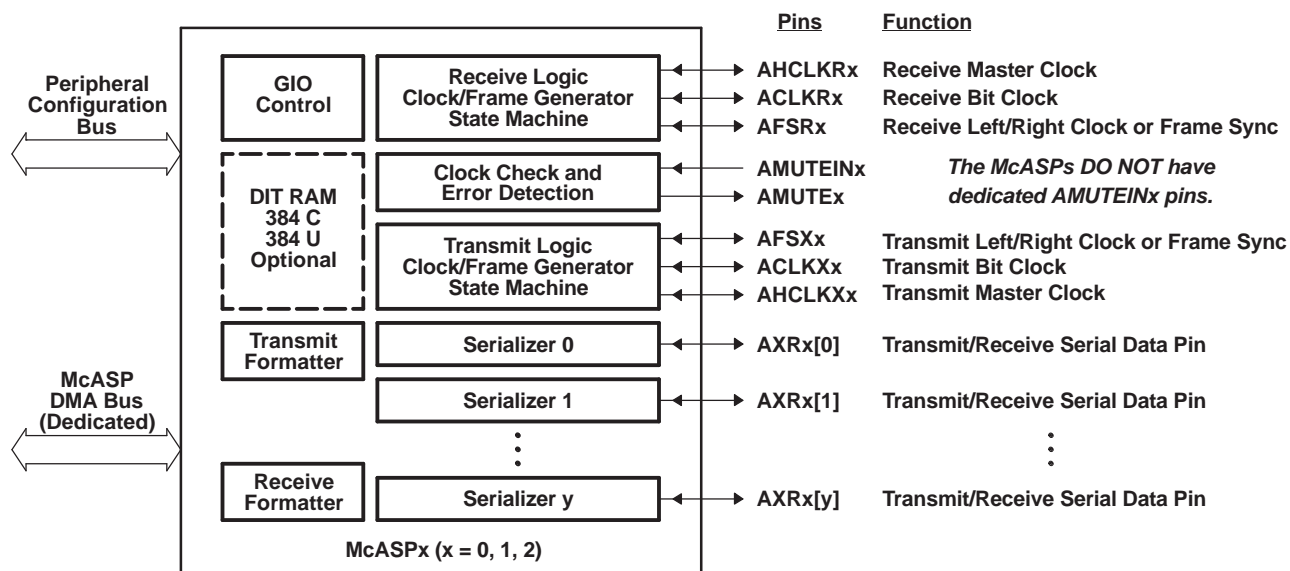 Pins Function
Peripheral
Configuration
Bus
GIO
Control
Receive Logic
Clock/Frame Generator
State Machine
AHCLKRx Receive Master Clock
ACLKRx Receive Bit Clock
AFSRx Receive Left/Right Clock or Frame Sync
DIT RAM
384 C
384 U
Optional
Clock Check and
Error Detection
AMUTEINx
AMUTEx
The McASPs DO NOT have
dedicated AMUTEINx pins.
Transmit Logic
Clock/Frame Generator
State Machine
AFSXx Transmit Left/Right Clock or Frame Sync
ACLKXx Transmit Bit Clock
AHCLKXx Transmit Master Clock
Transmit
Formatter
Serializer 0
AXRx[0] Transmit/Receive Serial Data Pin
McASP
DMA Bus
(Dedicated)
Serializer 1
AXRx[1] Transmit/Receive Serial Data Pin
Receive
Formatter
Serializer y
AXRx[y] Transmit/Receive Serial Data Pin
McASPx (x = 0, 1, 2)